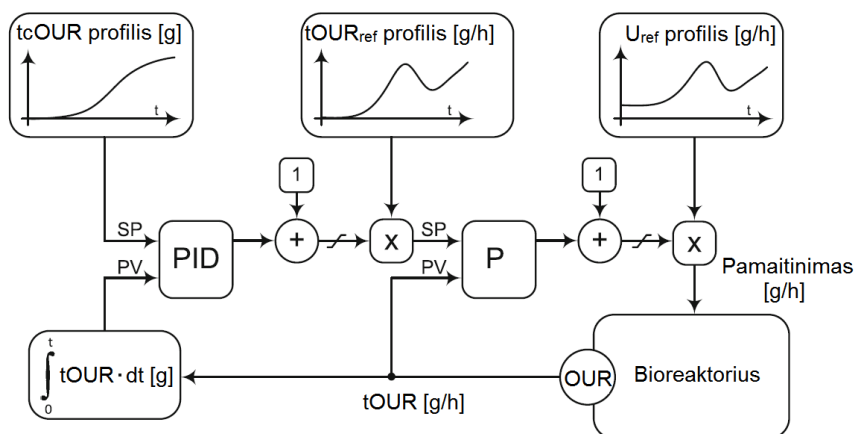 tcOUR profilis [g]
t
tOURref profilis [g/h]
t
Uref profilis [g/h]
t
1
1
SP
PV
PID
+
x
SP
PV
P
+
x
Pamaitinimas
[g/h]
t
∫ tOUR·dt [g]
0
tOUR [g/h]
OUR
Bioreaktorius